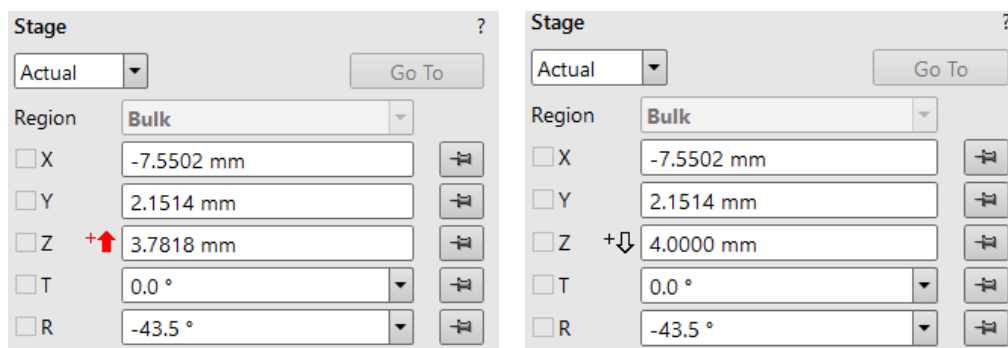 Stage ?
Actual Go To
Region Bulk
X -7.5502 mm
Y 2.1514 mm
Z + 3.7818 mm
T 0.0 °
R -43.5 °
Stage ?
Actual Go To
Region Bulk
X -7.5502 mm
Y 2.1514 mm
Z + 4.0000 mm
T 0.0 °
R -43.5 °